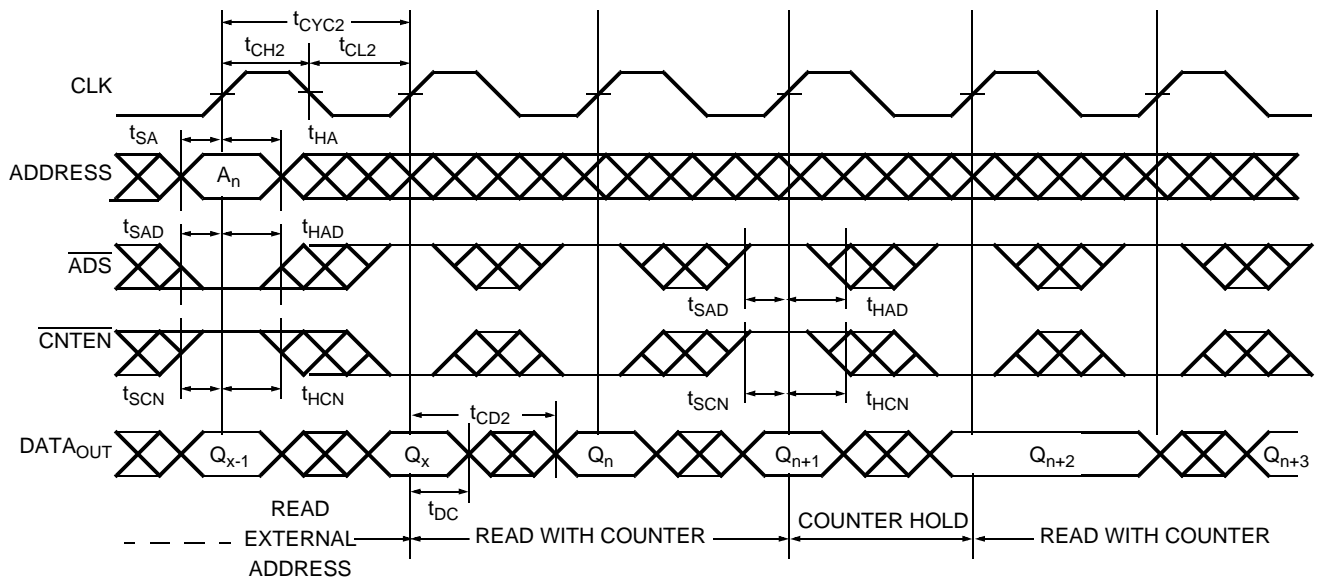 tCYC2
tCH2 tCL2
CLK
tSA tHA
ADDRESS An
tSAD tHAD
ADS
tSAD tHAD
CNTEN
tSCN tHCN tSCN tHCN
tCD2
DATAOUT Qx-1 Qx Qn Qn+1 Qn+2 Qn+3
tDC
READ EXTERNAL ADDRESS
READ WITH COUNTER
COUNTER HOLD
READ WITH COUNTER